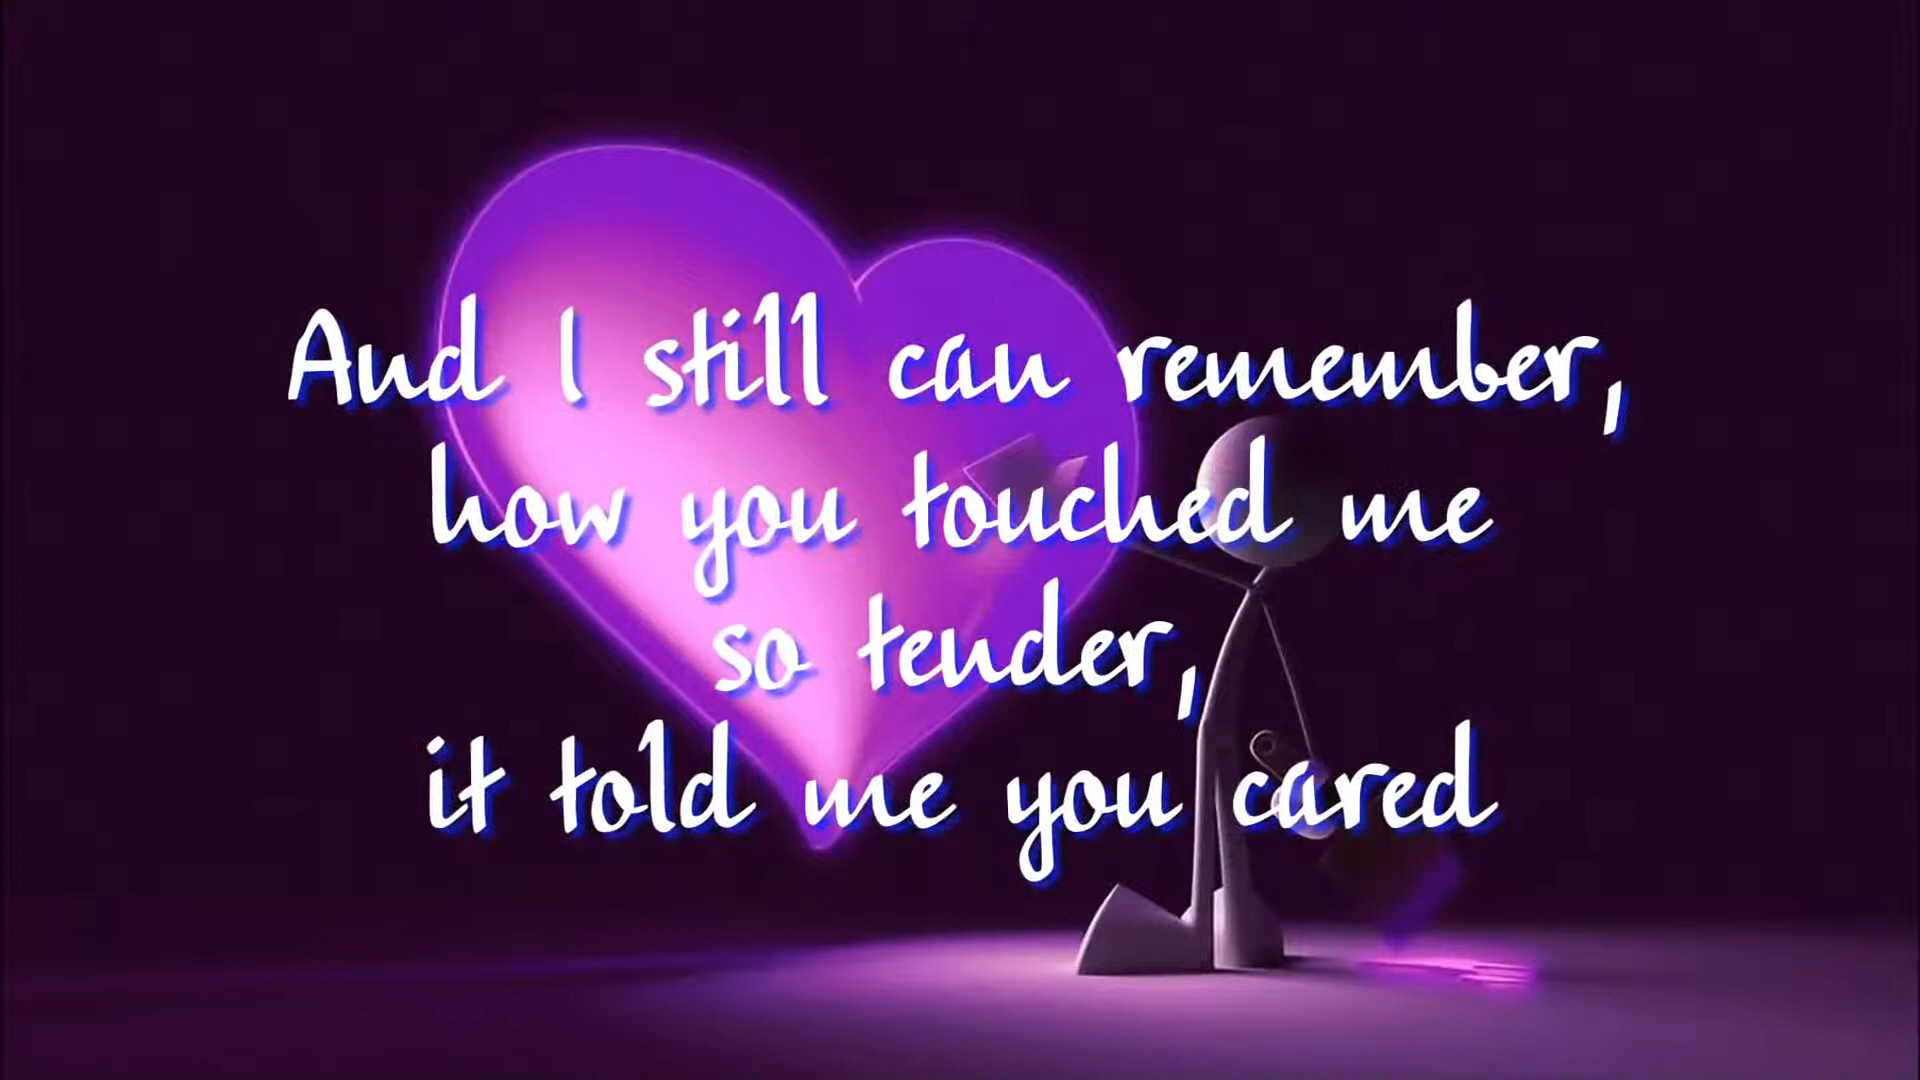 And I still can remember,
how you touched me
so tender,
it told me you cared